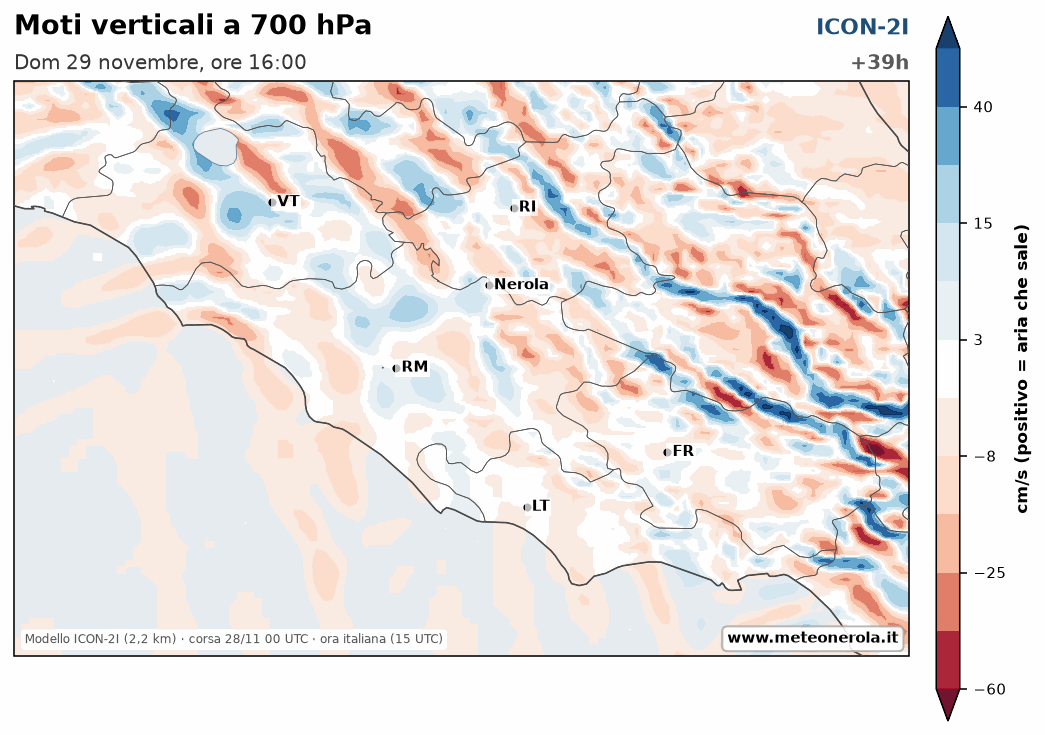 Moti verticali a 700 hPa
ICON-2I
Dom 29 novembre, ore 16:00
+39h
VT
RI
Nerola
RM
FR
LT
40
15
3
−8
−25
−60
cm/s (positivo = aria che sale)
Modello ICON-2I (2,2 km) · corsa 28/11 00 UTC · ora italiana (15 UTC)
www.meteonerola.it